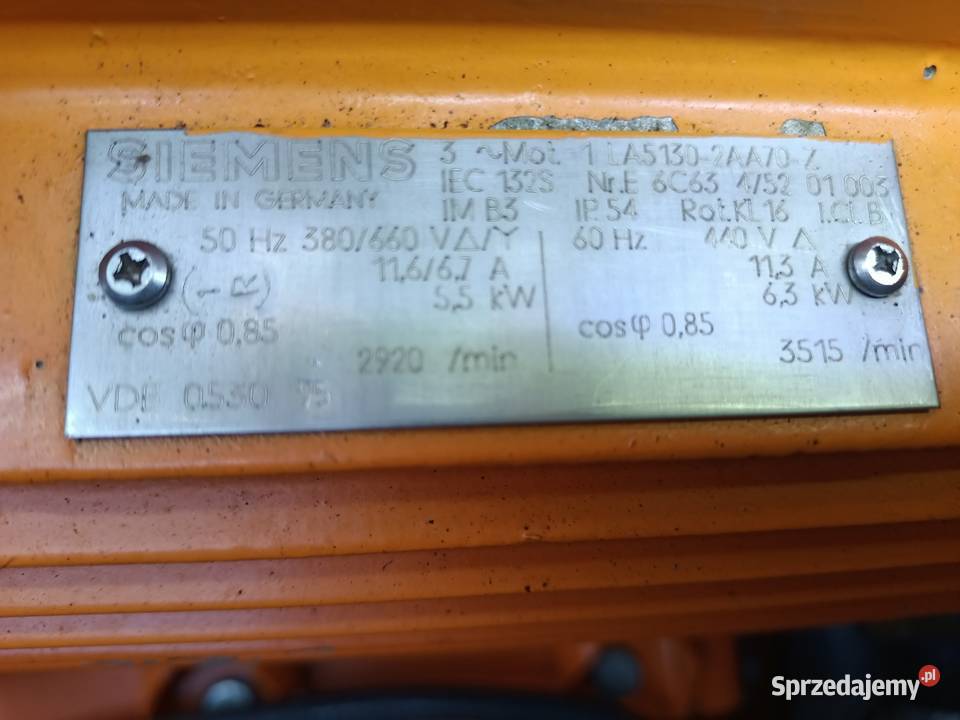 SIEMENS 3 ~Mot. 1 LA5130-2AA70-Z
MADE IN GERMANY IEC 132S Nr.E 6C63 4752 01 003
IM B3 IP 54 Rot.KL 16 I.Cl.B
50 Hz 380/660 V Δ/Y 60 Hz 440 V Δ
11,6/6,7 A 11,3 A
(1R) 5,5 kW 6,3 kW
cosφ 0,85 cosφ 0,85
2920 /min 3515 /min
VDE 0530 75
Sprzedajemy.pl